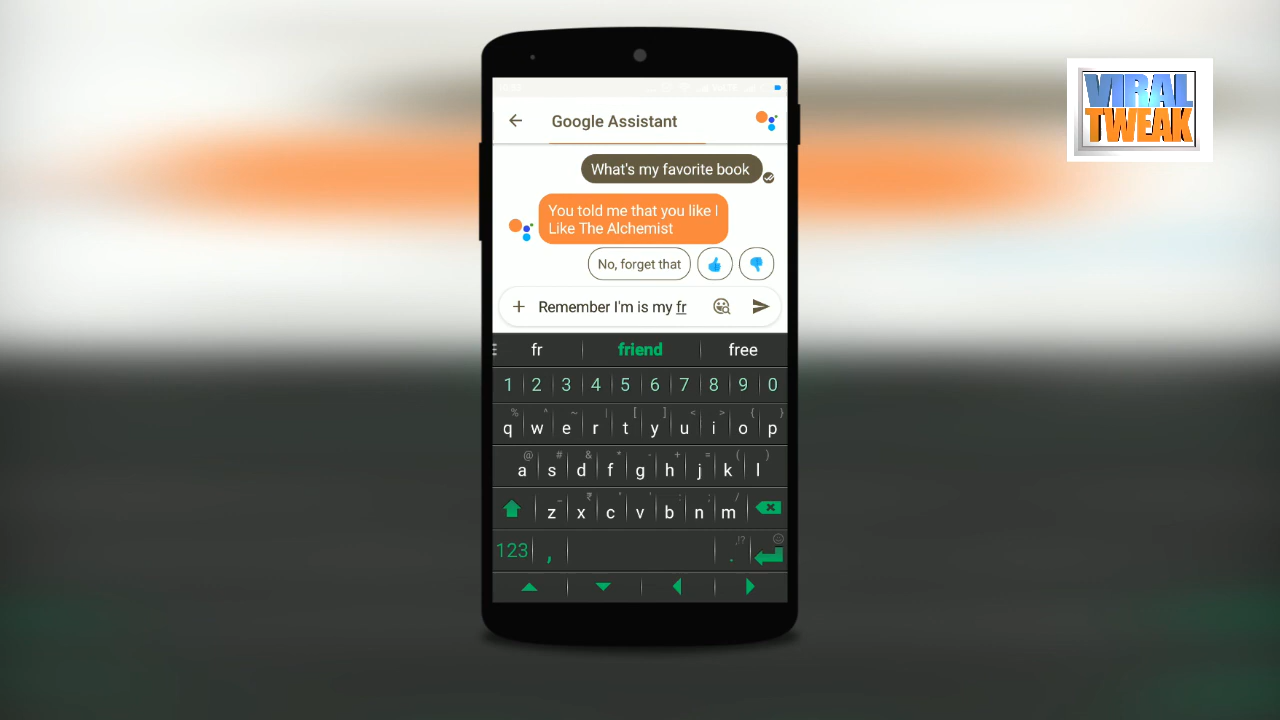 VIRAL
TWEAK
Google Assistant
What's my favorite book
You told me that you like I
Like The Alchemist
No, forget that
Remember I'm is my fr
fr friend free
1 2 3 4 5 6 7 8 9 0
% ^ ~ | [ ] < > { }
q w e r t y u i o p
@ # & * - + = ( )
a s d f g h j k l
z x c v b n m
123 , . ,!?